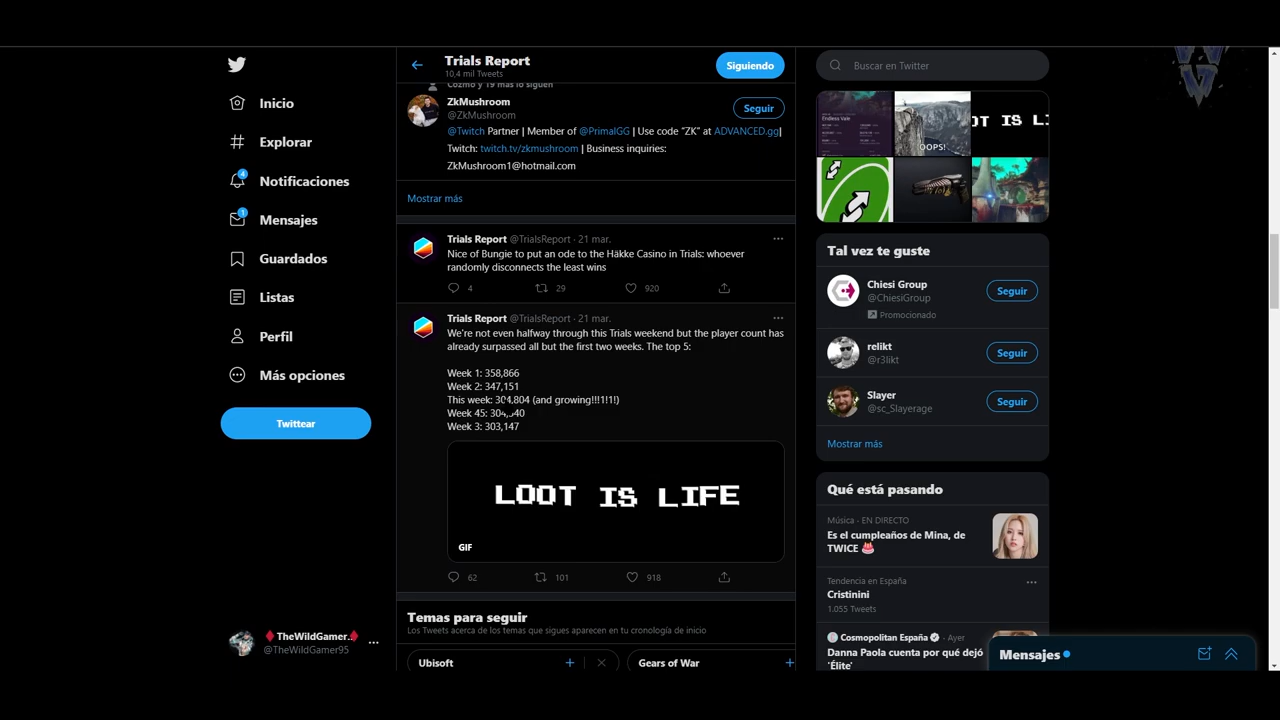 Inicio
Explorar
4
Notificaciones
1
Mensajes
Guardados
Listas
Perfil
Más opciones
Twittear
TheWildGamer..
@TheWildGamer95
Trials Report
10,4 mil Tweets
Siguiendo
Cozmo y 19 más lo siguen
ZkMushroom
@ZkMushroom
Seguir
@Twitch Partner | Member of @PrimalGG | Use code "ZK" at ADVANCED.gg|
Twitch: twitch.tv/zkmushroom | Business inquiries:
ZkMushroom1@hotmail.com
Mostrar más
Trials Report @TrialsReport · 21 mar.
Nice of Bungie to put an ode to the Häkke Casino in Trials: whoever
randomly disconnects the least wins
4 29 920
Trials Report @TrialsReport · 21 mar.
We're not even halfway through this Trials weekend but the player count has
already surpassed all but the first two weeks. The top 5:
Week 1: 358,866
Week 2: 347,151
This week: 304,804 (and growing!!!1!1!)
Week 45:
Week 3: 303,147
LOOT IS LIFE
GIF
62 101 918
Temas para seguir
Los Tweets acerca de los temas que sigues aparecen en tu cronología de inicio
Ubisoft
Gears of War
Buscar en Twitter
Endless Vale
OOPS!
OT IS LI
Tal vez te guste
Chiesi Group
@ChiesiGroup
Promocionado
Seguir
relikt
@r3likt
Seguir
Slayer
@sc_Slayerage
Seguir
Mostrar más
Qué está pasando
Música · EN DIRECTO
Es el cumpleaños de Mina, de
TWICE 🎂
Tendencia en España
Cristinini
1.055 Tweets
Cosmopolitan España · Ayer
Danna Paola cuenta por qué dejó
'Élite'
Mensajes